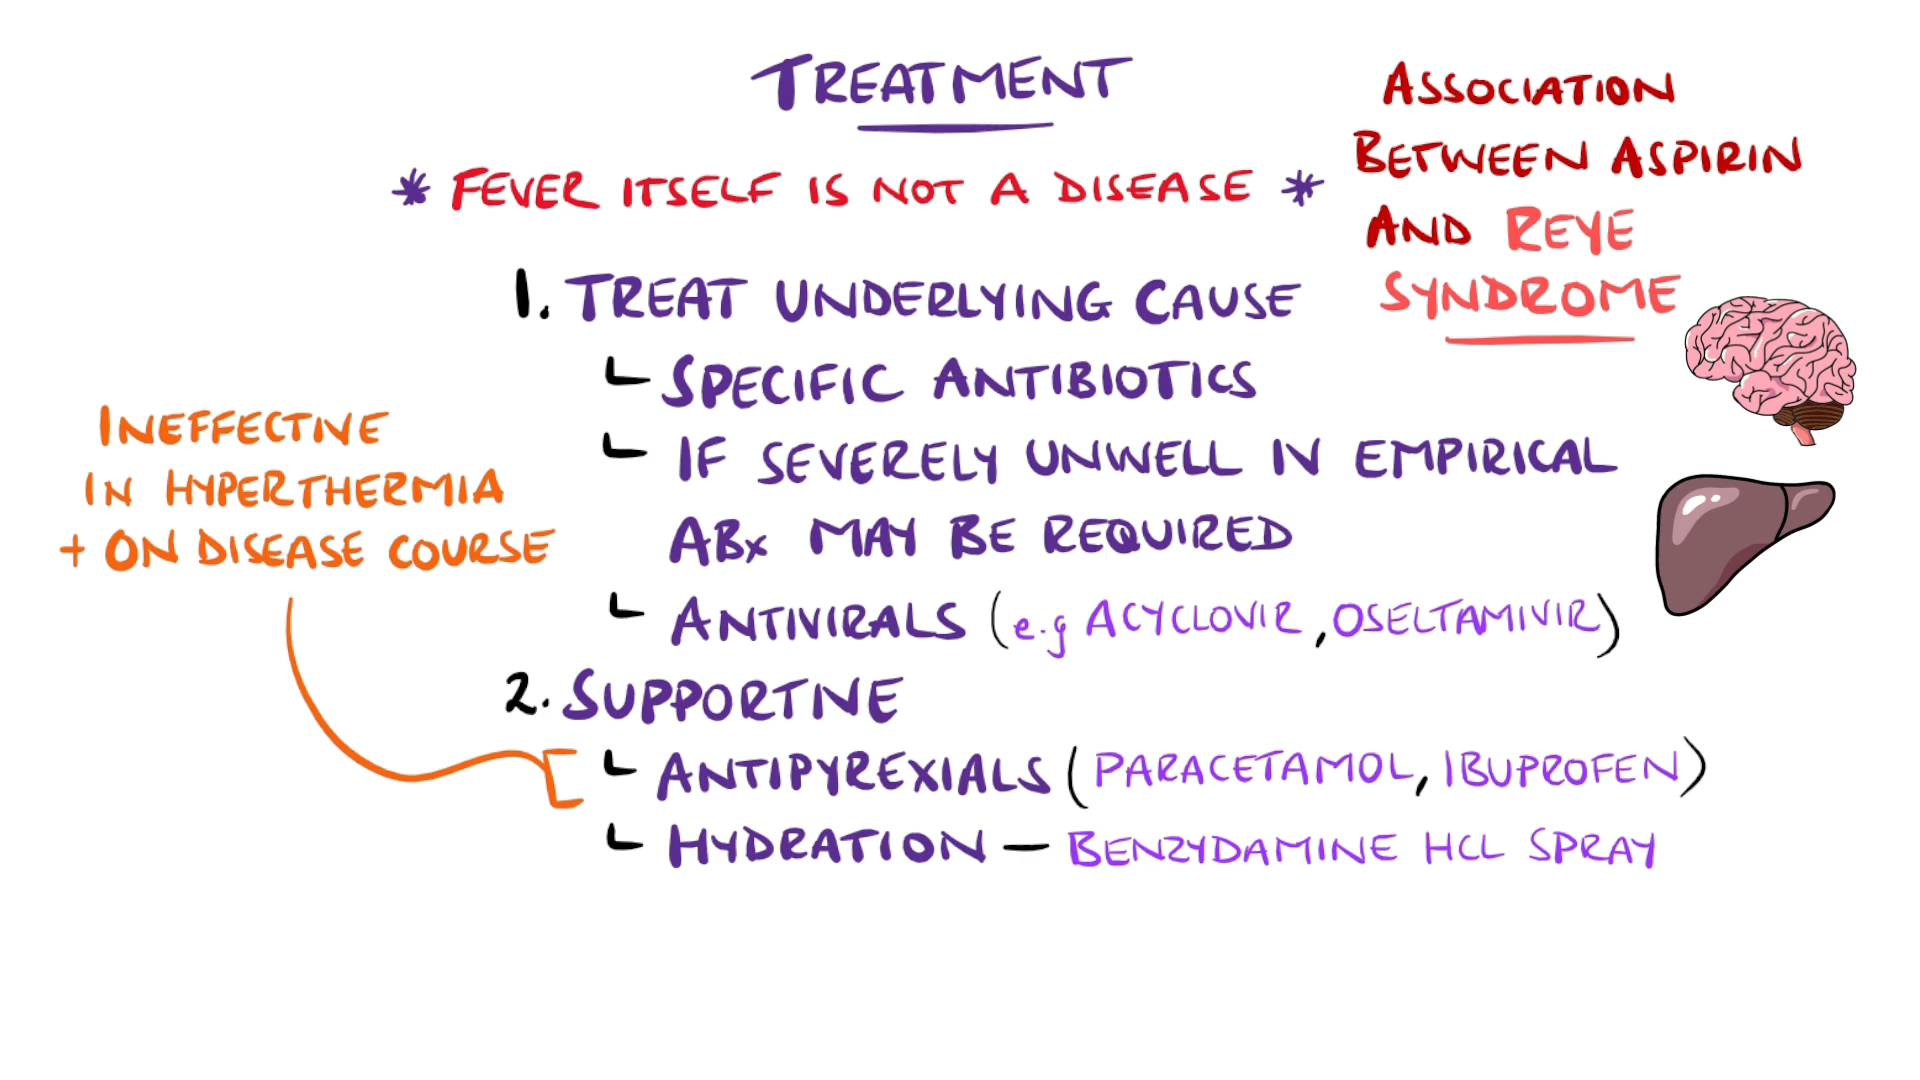 TREATMENT
* FEVER ITSELF IS NOT A DISEASE *
1. TREAT UNDERLYING CAUSE
SPECIFIC ANTIBIOTICS
IF SEVERELY UNWELL IN EMPIRICAL
ABx MAY BE REQUIRED
ANTIVIRALS (e.g ACYCLOVIR, OSELTAMIVIR)
2. SUPPORTIVE
ANTIPYREXIALS (PARACETAMOL, IBUPROFEN)
HYDRATION — BENZYDAMINE HCL SPRAY
INEFFECTIVE
IN HYPERTHERMIA
+ ON DISEASE COURSE
ASSOCIATION
BETWEEN ASPIRIN
AND REYE
SYNDROME